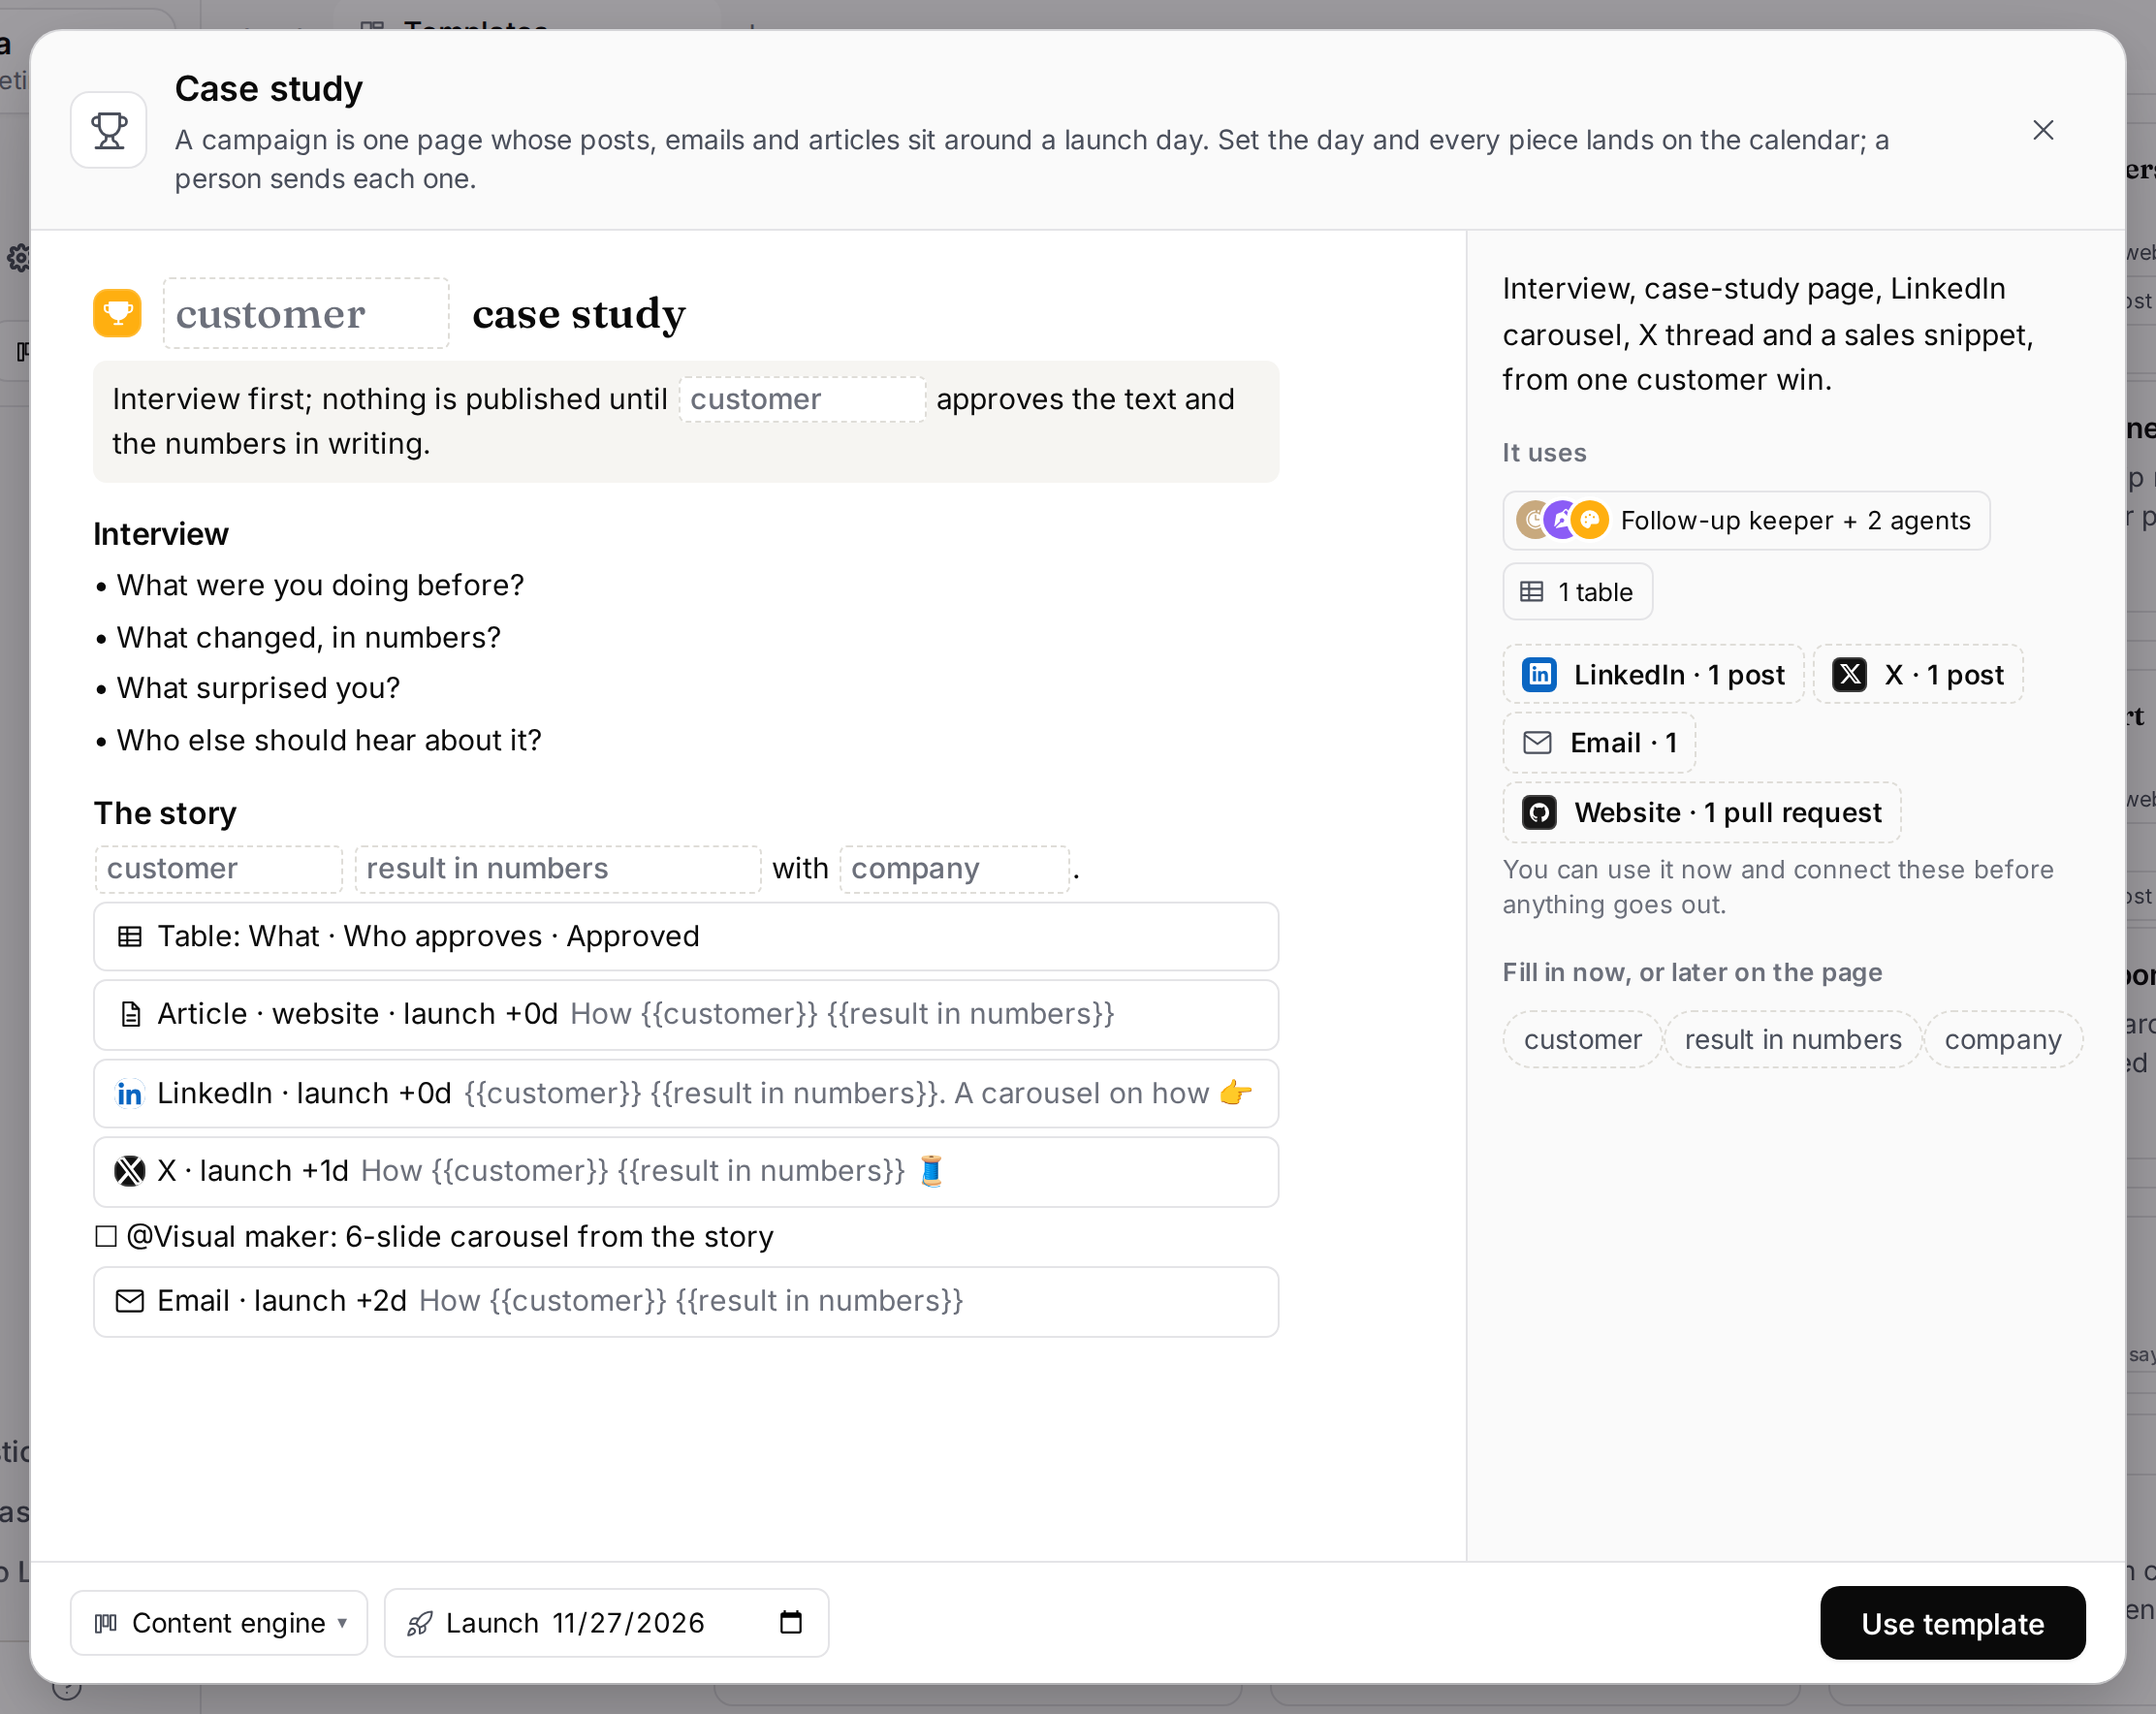 Templates
Case study
A campaign is one page whose posts, emails and articles sit around a launch day. Set the day and every piece lands on the calendar; a
person sends each one.
customer case study
Interview first; nothing is published until customer approves the text and
the numbers in writing.
Interview
• What were you doing before?
• What changed, in numbers?
• What surprised you?
• Who else should hear about it?
The story
customer result in numbers with company .
Table: What · Who approves · Approved
Article · website · launch +0d How {{customer}} {{result in numbers}}
LinkedIn · launch +0d {{customer}} {{result in numbers}}. A carousel on how 👉
X · launch +1d How {{customer}} {{result in numbers}} 🧵
☐ @Visual maker: 6-slide carousel from the story
Email · launch +2d How {{customer}} {{result in numbers}}
Interview, case-study page, LinkedIn
carousel, X thread and a sales snippet,
from one customer win.
It uses
Follow-up keeper + 2 agents
1 table
LinkedIn · 1 post X · 1 post
Email · 1
Website · 1 pull request
You can use it now and connect these before
anything goes out.
Fill in now, or later on the page
customer result in numbers company
Content engine ▾ Launch 11/27/2026
Use template